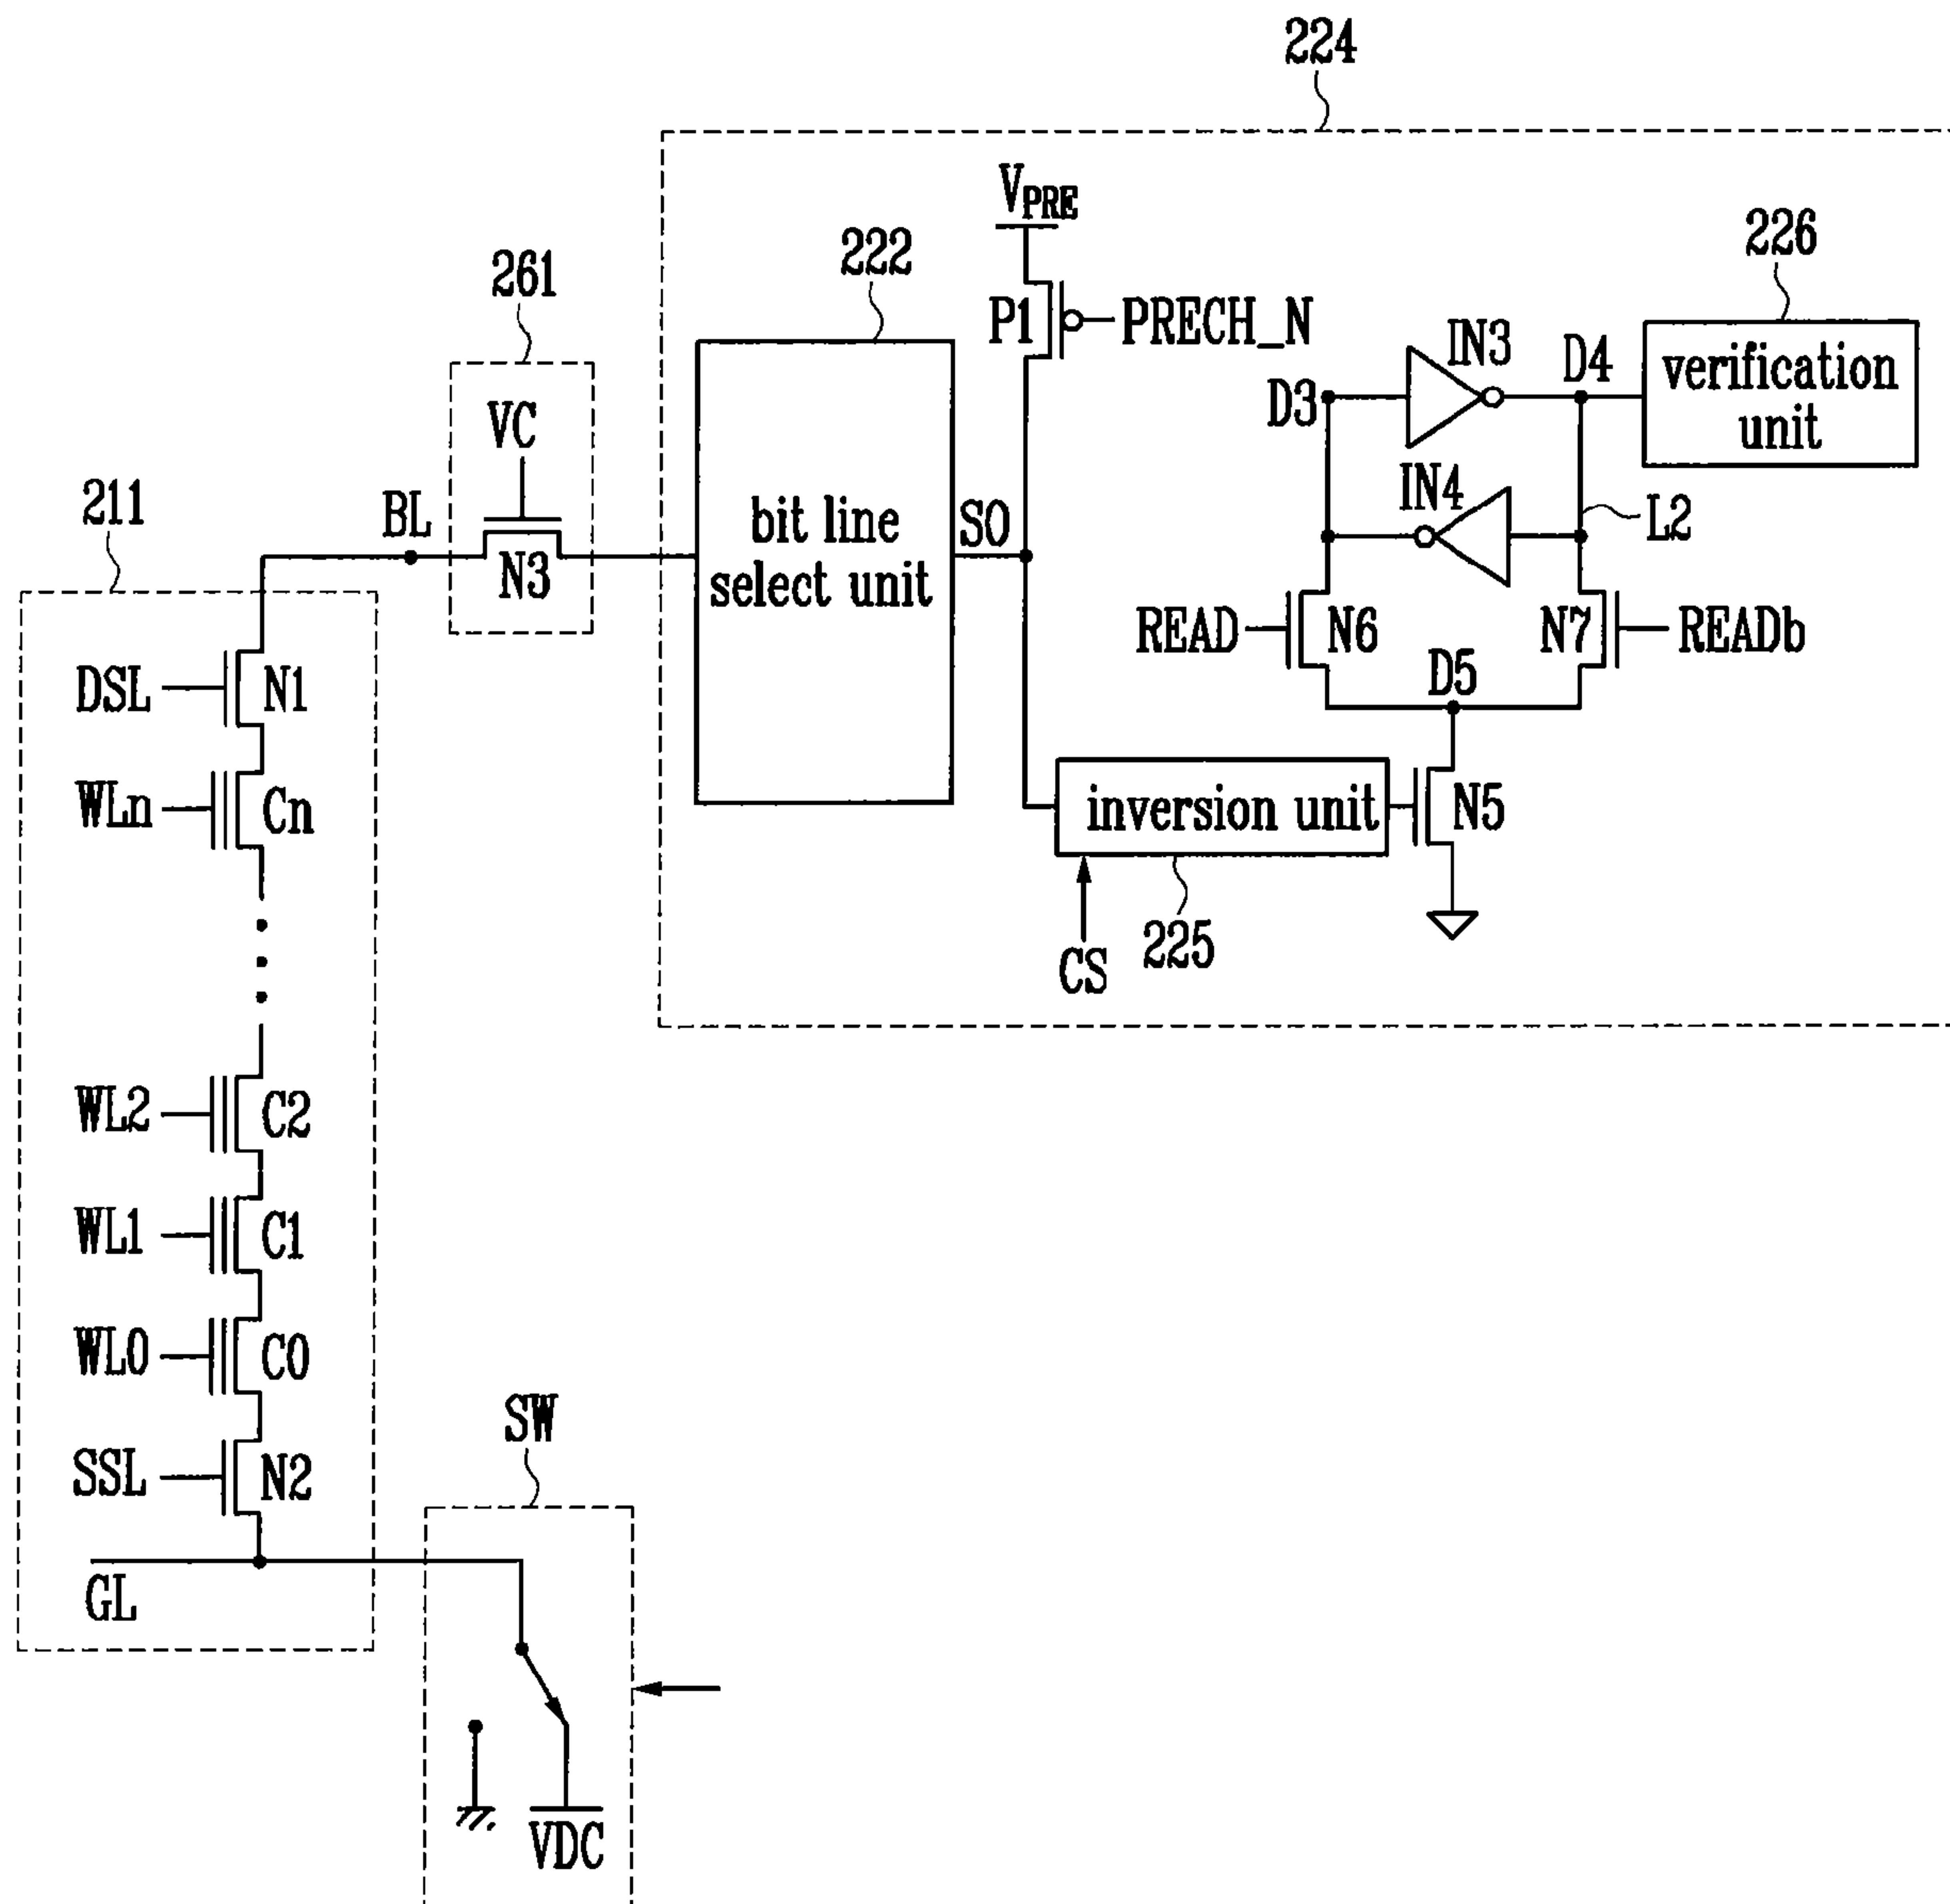 224
V_PRE
222
226
261
P1
PRECH_N
IN3
D4
verification
unit
D3
VC
IN4
211
BL
SO
bit line
select unit
L2
N3
READ
N6
N7
READb
D5
DSL
N1
WLn
Cn
inversion unit
N5
225
CS
WL2
C2
WL1
C1
WL0
C0
SW
SSL
N2
GL
VDC